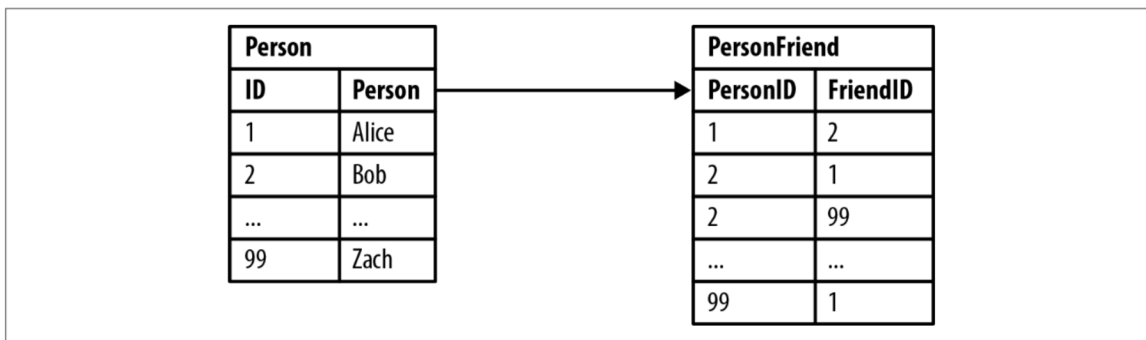 Person
ID Person
1 Alice
2 Bob
... ...
99 Zach
PersonFriend
PersonID FriendID
1 2
2 1
2 99
... ...
99 1